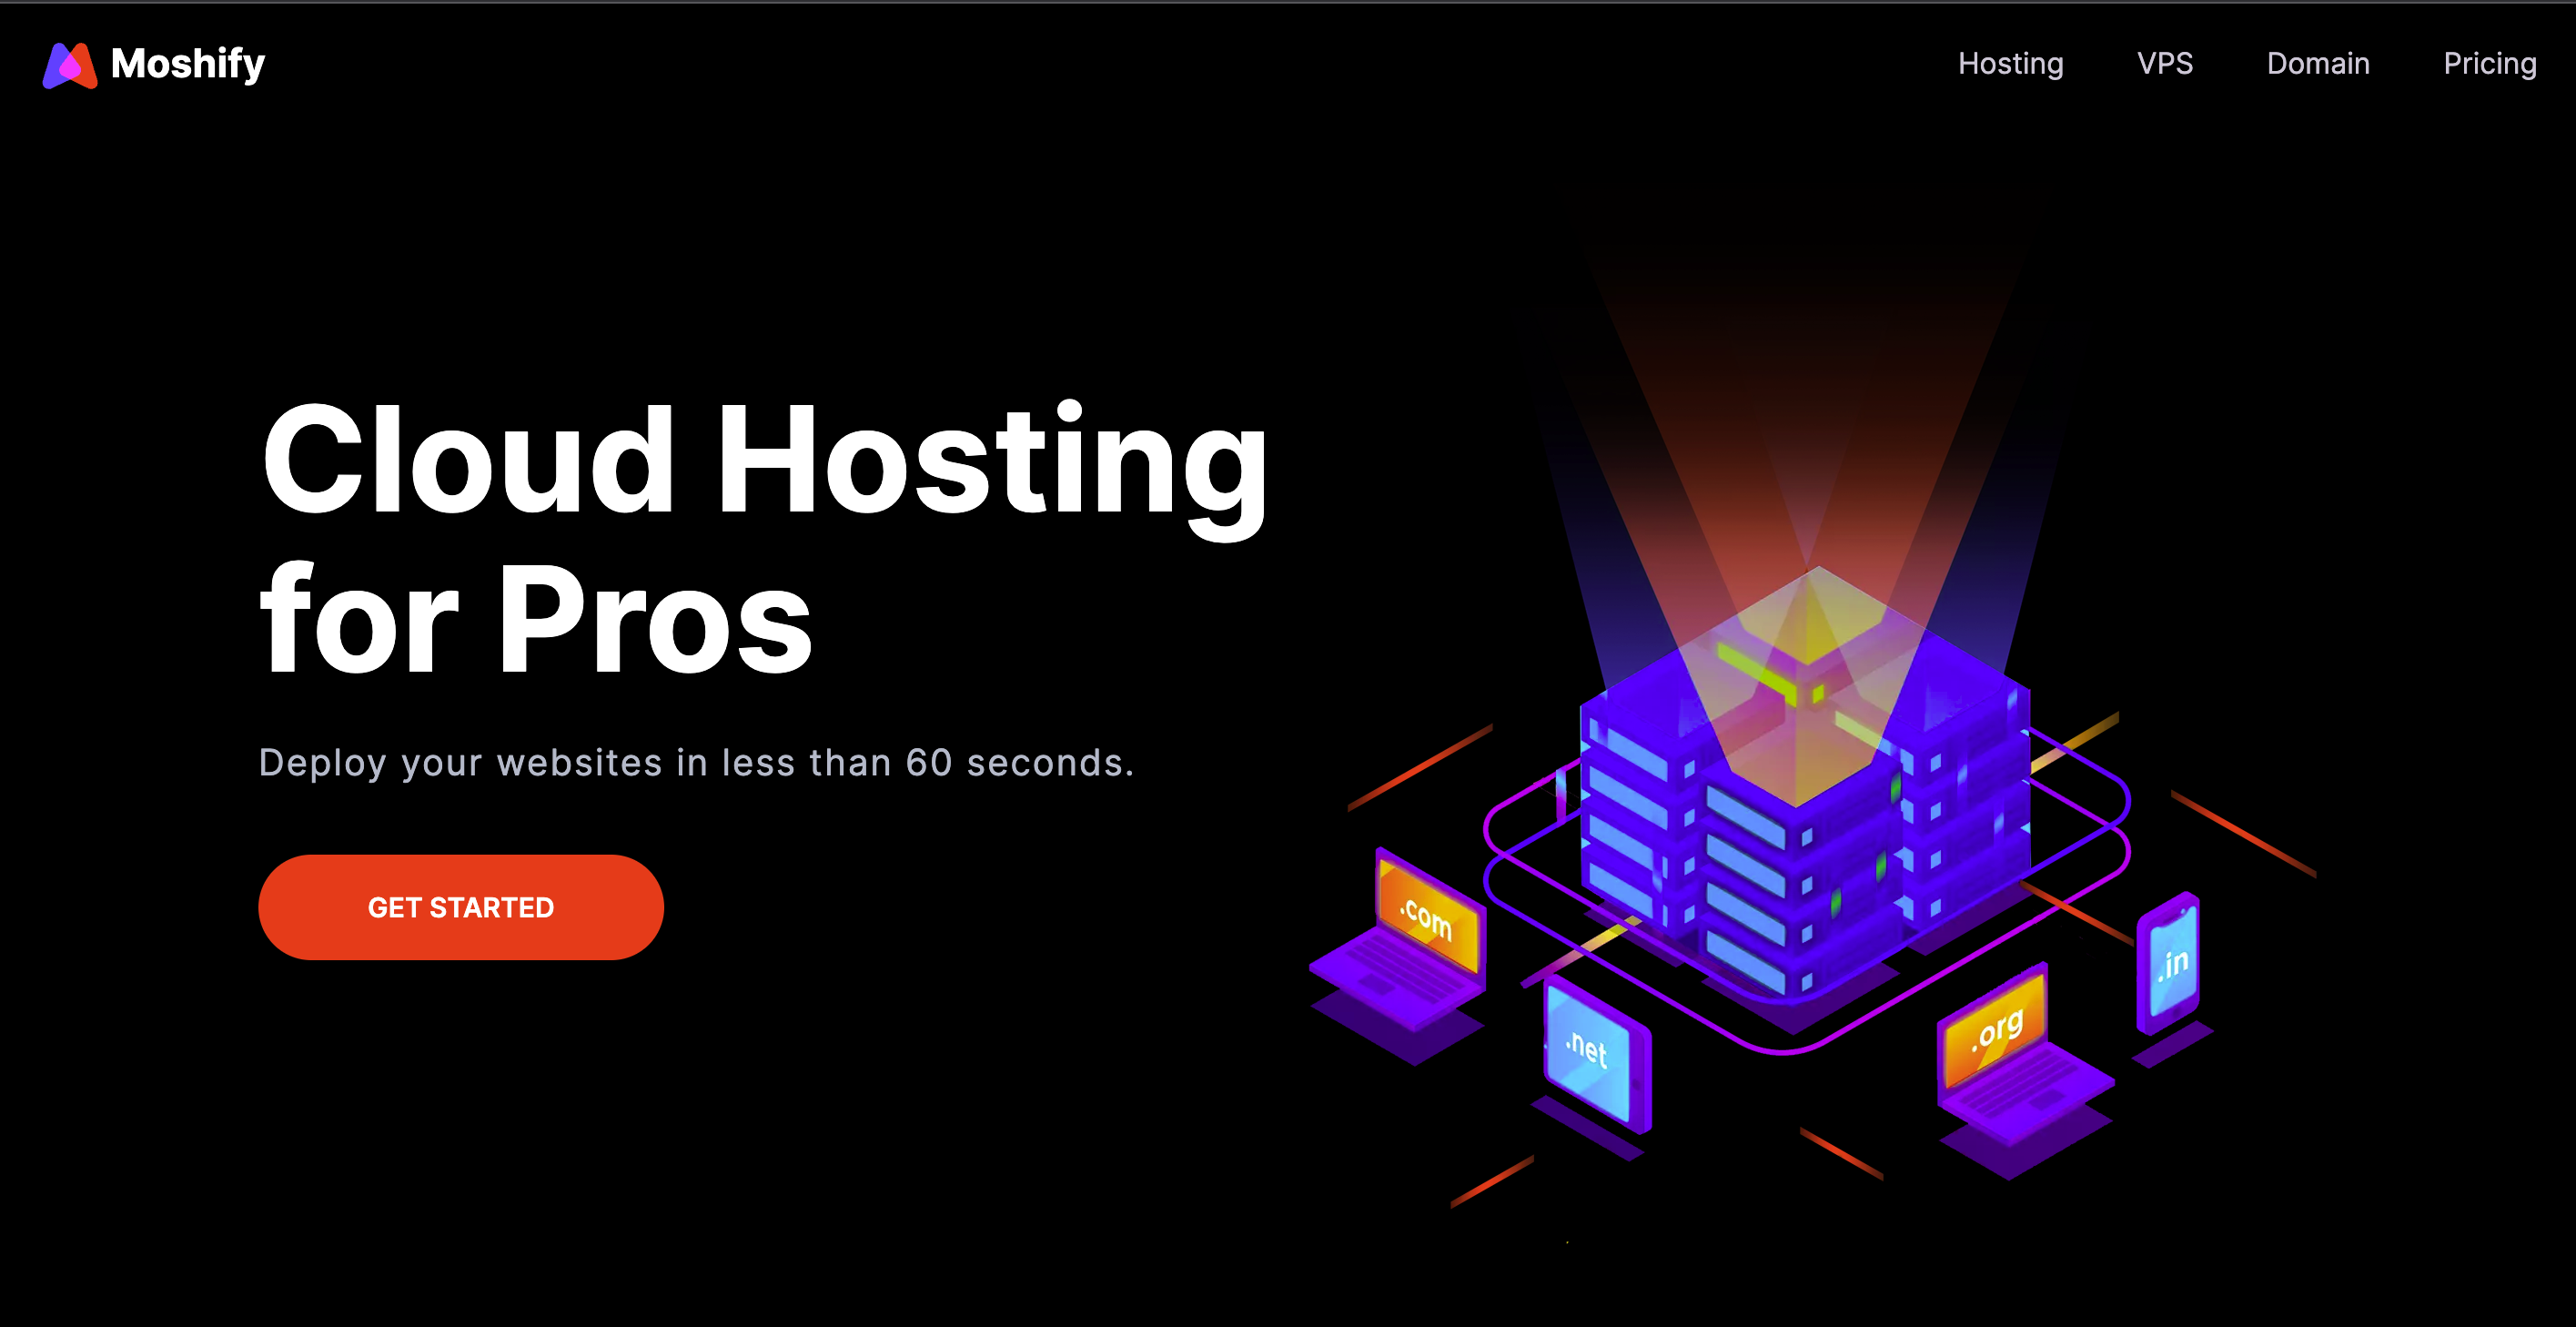 Moshify
Hosting VPS Domain Pricing
Cloud Hosting
for Pros
Deploy your websites in less than 60 seconds.
GET STARTED
.com
.net
.org
.in